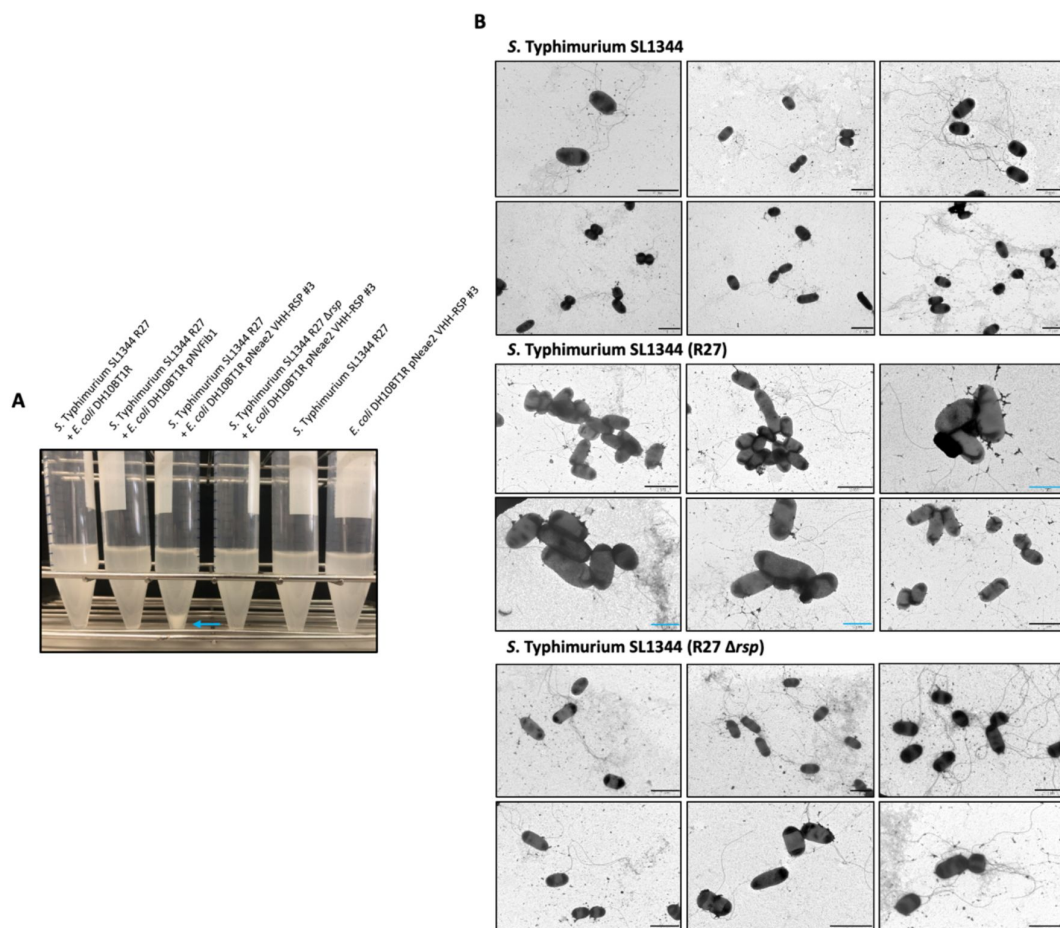 A
S. Typhimurium SL1344 R27
+ E. coli DH10BT1R
S. Typhimurium SL1344 R27
+ E. coli DH10BT1R pNVFib1
S. Typhimurium SL1344 R27
+ E. coli DH10BT1R pNeae2 VHH-RSP #3
S. Typhimurium SL1344 R27 Δrsp
+ E. coli DH10BT1R pNeae2 VHH-RSP #3
S. Typhimurium SL1344 R27
E. coli DH10BT1R pNeae2 VHH-RSP #3
B
S. Typhimurium SL1344
S. Typhimurium SL1344 (R27)
S. Typhimurium SL1344 (R27 Δrsp)